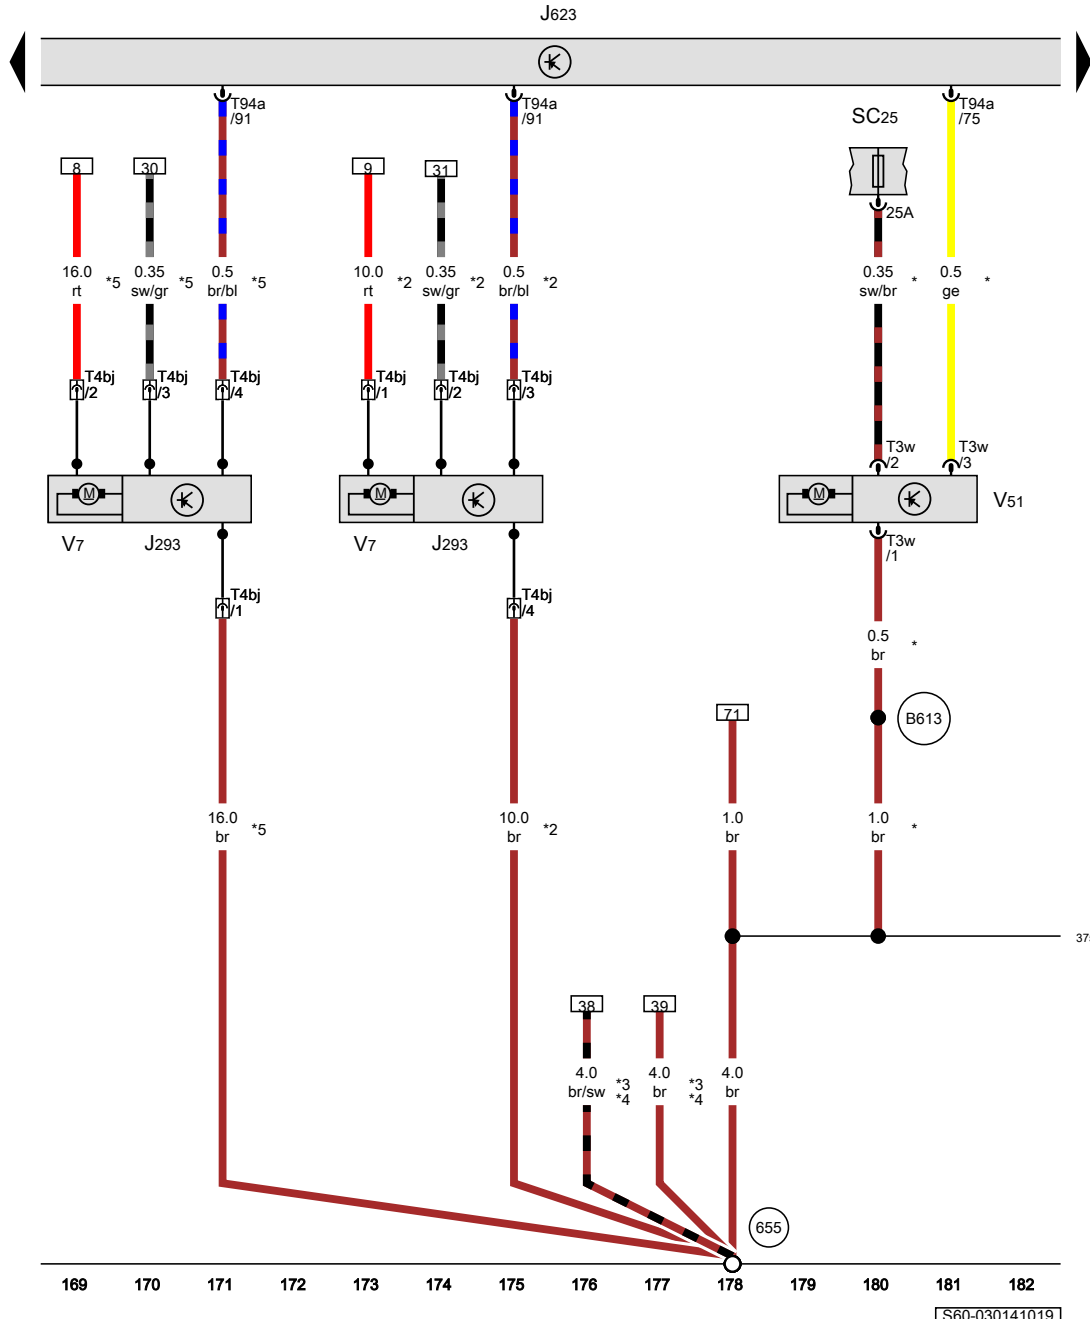 J623
T94a
/91
T94a
/91
T94a
/75
SC25
8
30
9
31
25A
16.0
rt
*5
0.35
sw/gr
*5
0.5
br/bl
*5
10.0
rt
*2
0.35
sw/gr
*2
0.5
br/bl
*2
0.35
sw/br
*
0.5
ge
*
T4bj
/2
T4bj
/3
T4bj
/4
T4bj
/1
T4bj
/2
T4bj
/3
T3w
/2
T3w
/3
M
M
M
V51
V7
J293
V7
J293
T3w
/1
T4bj
/1
T4bj
/4
0.5
br
*
71
B613
16.0
br
*5
10.0
br
*2
1.0
br
1.0
br
*
38
39
4.0
br/sw
*3
*4
4.0
br
*3
*4
4.0
br
655
169 170 171 172 173 174 175 176 177 178 179 180 181 182
S60-030141019